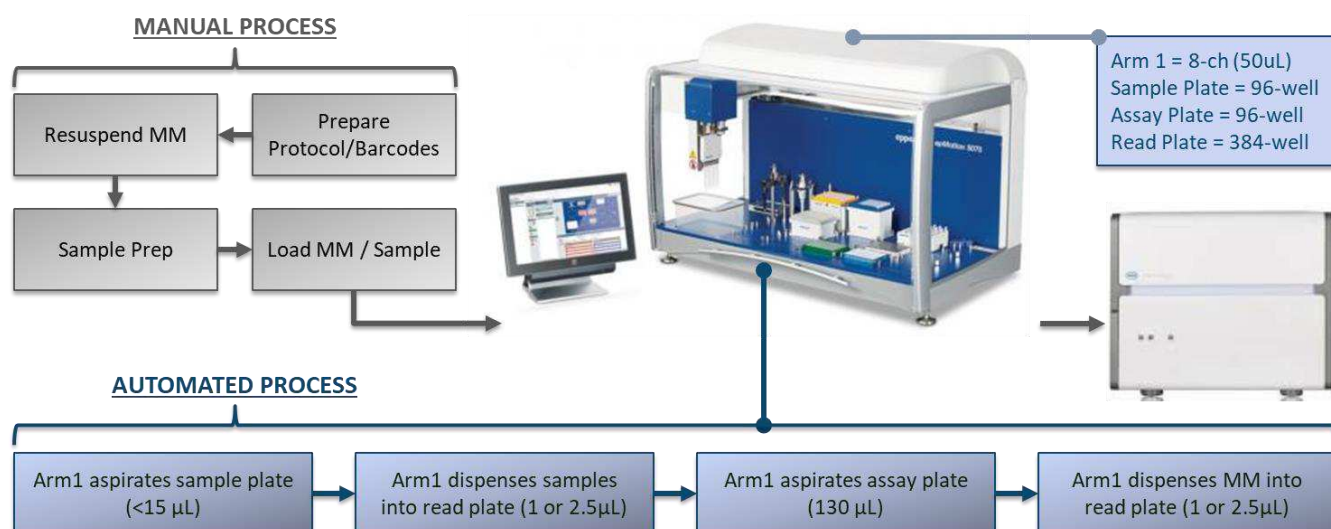 MANUAL PROCESS
Resuspend MM
Prepare
Protocol/Barcodes
Sample Prep
Load MM / Sample
Arm 1 = 8-ch (50uL)
Sample Plate = 96-well
Assay Plate = 96-well
Read Plate = 384-well
AUTOMATED PROCESS
Arm1 aspirates sample plate
(<15 µL)
Arm1 dispenses samples
into read plate (1 or 2.5µL)
Arm1 aspirates assay plate
(130 µL)
Arm1 dispenses MM into
read plate (1 or 2.5µL)